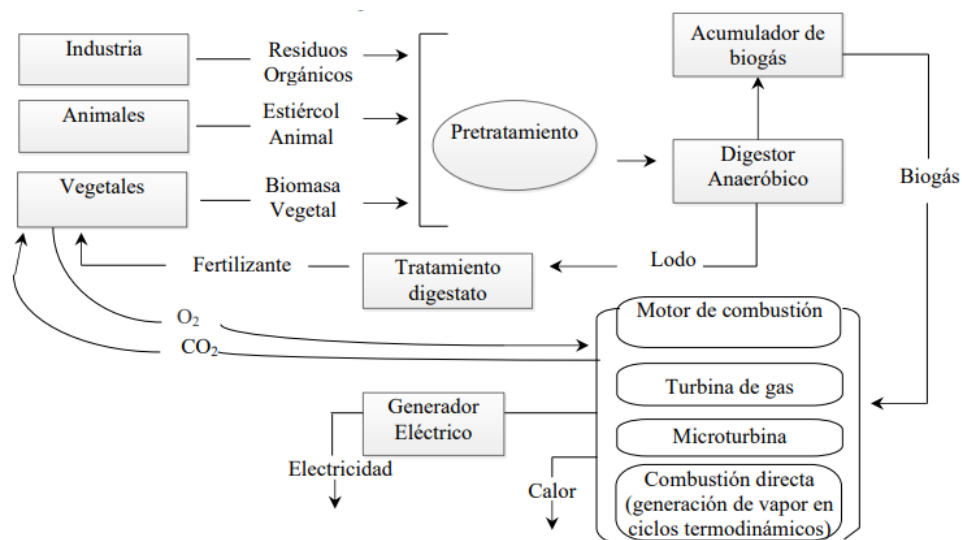 Industria
Residuos
Orgánicos
Acumulador de
biogás
Animales
Estiércol
Animal
Pretratamiento
Vegetales
Biomasa
Vegetal
Digestor
Anaeróbico
Biogás
Fertilizante
Tratamiento
digestato
Lodo
O2
CO2
Motor de combustión
Turbina de gas
Generador
Eléctrico
Microturbina
Electricidad
Calor
Combustión directa
(generación de vapor en
ciclos termodinámicos)